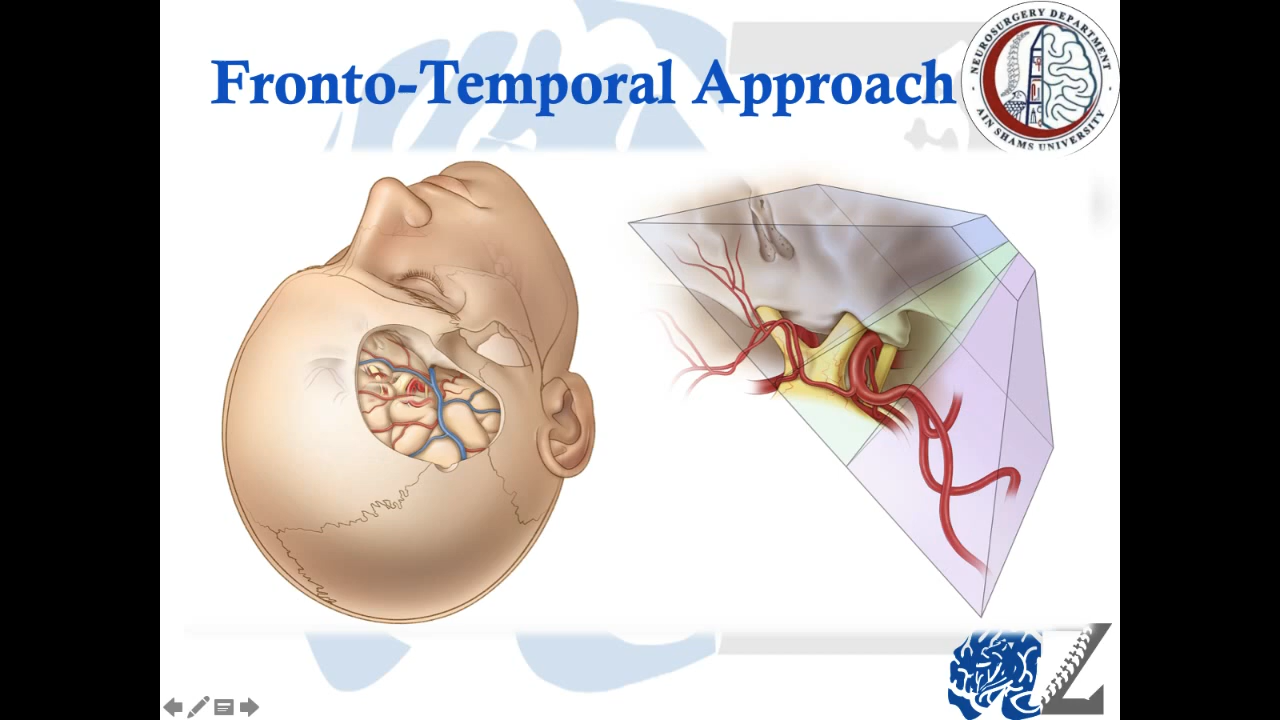 Fronto-Temporal Approach
NEUROSURGERY DEPARTMENT
AIN SHAMS UNIVERSITY
Z